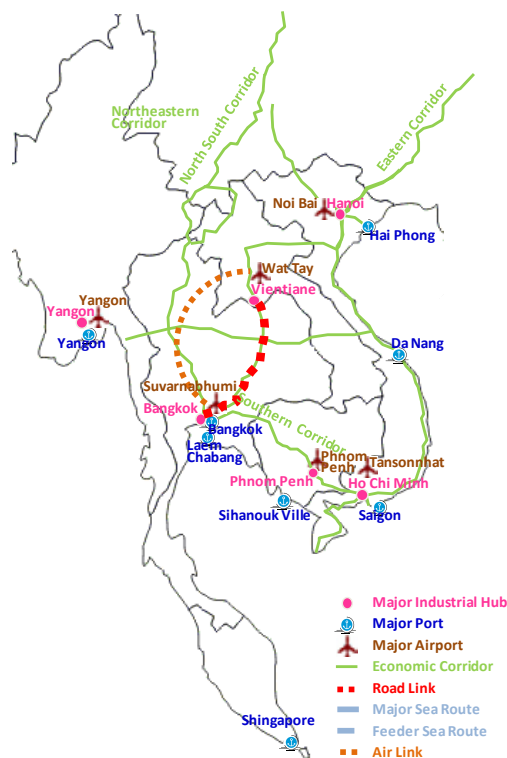 Northeastern
Corridor
North South Corridor
Eastern Corridor
Noi Bai
Hanoi
Hai Phong
Wat Tay
Vientiane
Yangon
Yangon
Yangon
Da Nang
Suvarnabhumi
Bangkok
Bangkok
Laem
Chabang
Southern Corridor
Phnom
Penh
Tansonnhat
Phnom Penh
Ho Chi Minh
Sihanouk Ville
Saigon
Major Industrial Hub
Major Port
Major Airport
Economic Corridor
Road Link
Major Sea Route
Feeder Sea Route
Air Link
Shingapore